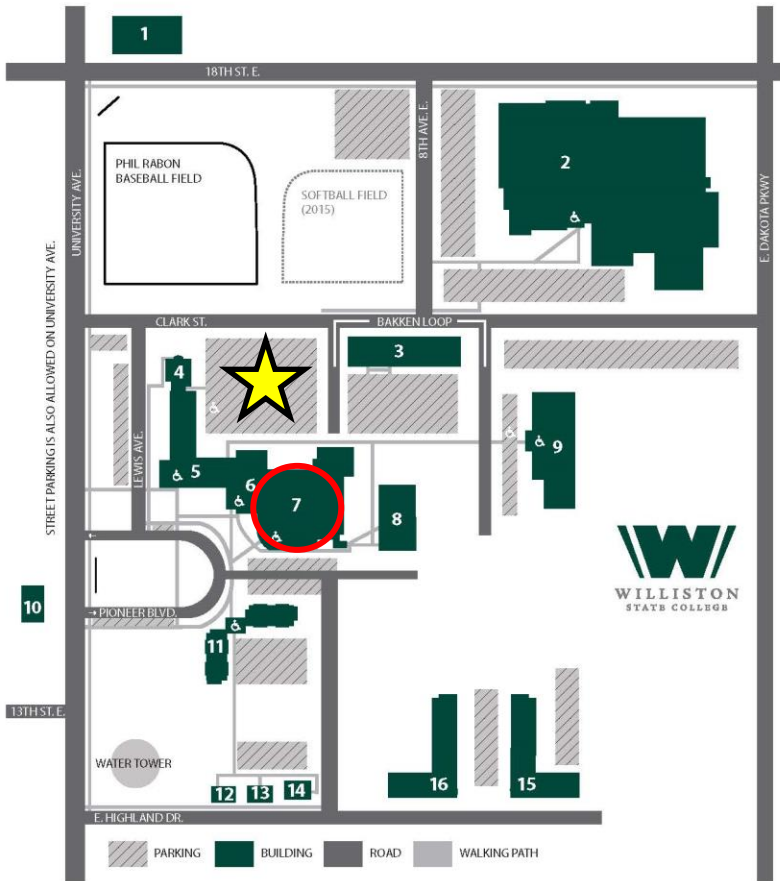 1
18TH ST. E.
UNIVERSITY AVE.
8TH AVE. E.
E. DAKOTA PKWY
PHIL RABON
BASEBALL FIELD
SOFTBALL FIELD
(2015)
2
STREET PARKING IS ALSO ALLOWED ON UNIVERSITY AVE.
CLARK ST.
BAKKEN LOOP
3
4
LEWIS AVE.
5
6
7
8
9
WILLISTON
STATE COLLEGE
10
→ PIONEER BLVD.
11
13TH ST. E.
WATER TOWER
12
13
14
16
15
E. HIGHLAND DR.
PARKING
BUILDING
ROAD
WALKING PATH